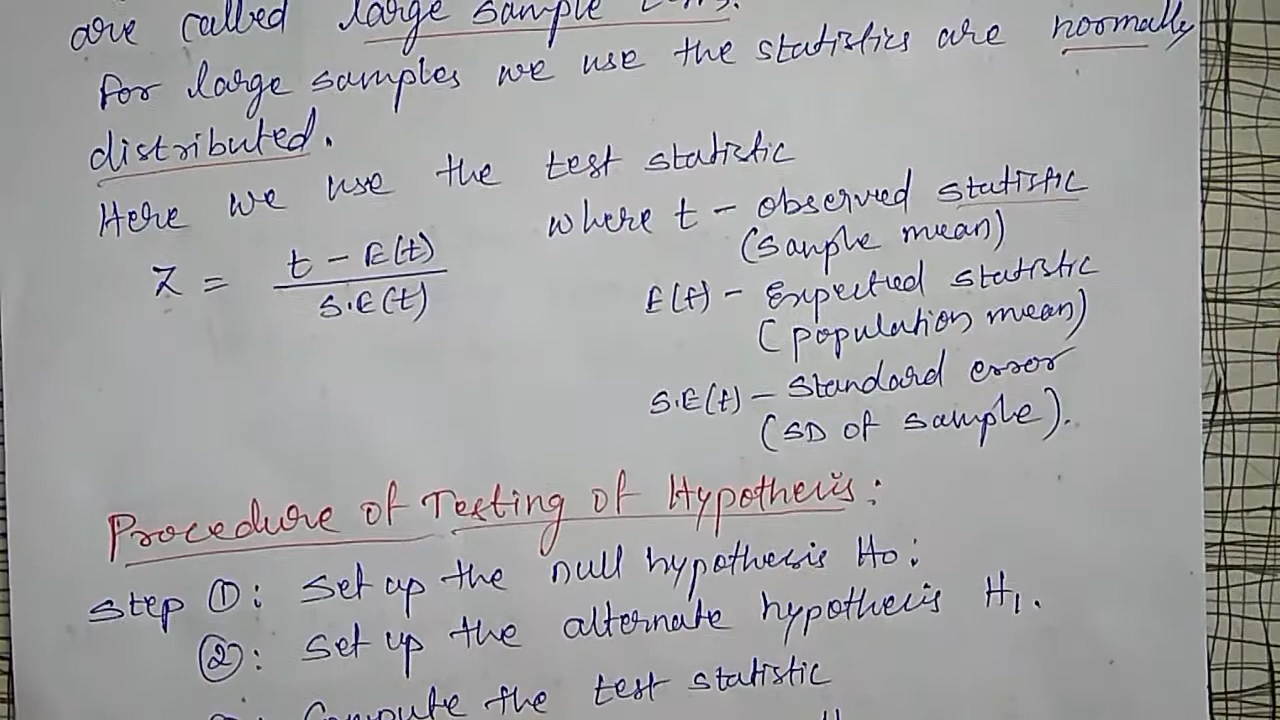 are called large sample
For large samples we use the statistics are normally
distributed.
Here we use the test statistic
Z = t - E(t) / S.E(t)
where t - observed statistic
(sample mean)
E(t) - Expected statistic
(population mean)
S.E(t) - Standard error
(SD of sample).
Procedure of Testing of Hypothesis:
Step ①: Set up the null hypothesis H0:
②: Set up the alternate hypothesis H1.
Compute the test statistic